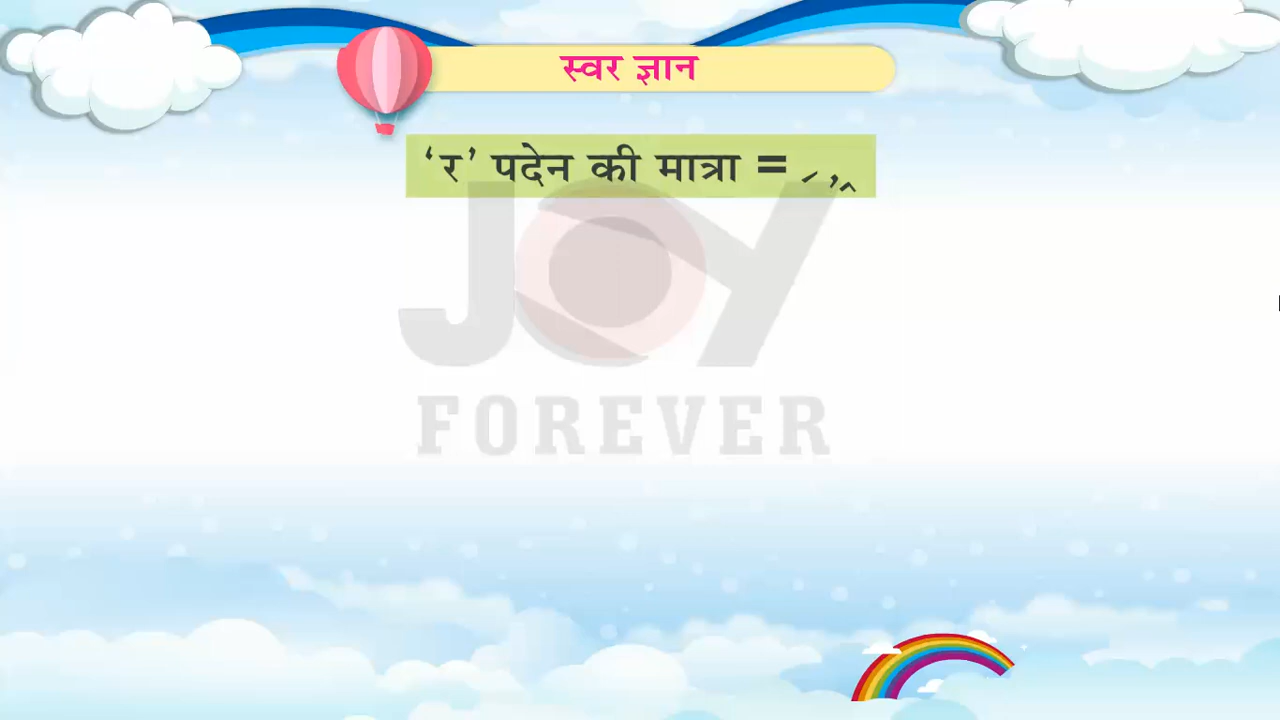 स्वर ज्ञान
‘र’ पदेन की मात्रा = ⸝ ,‸
JOY
FOREVER